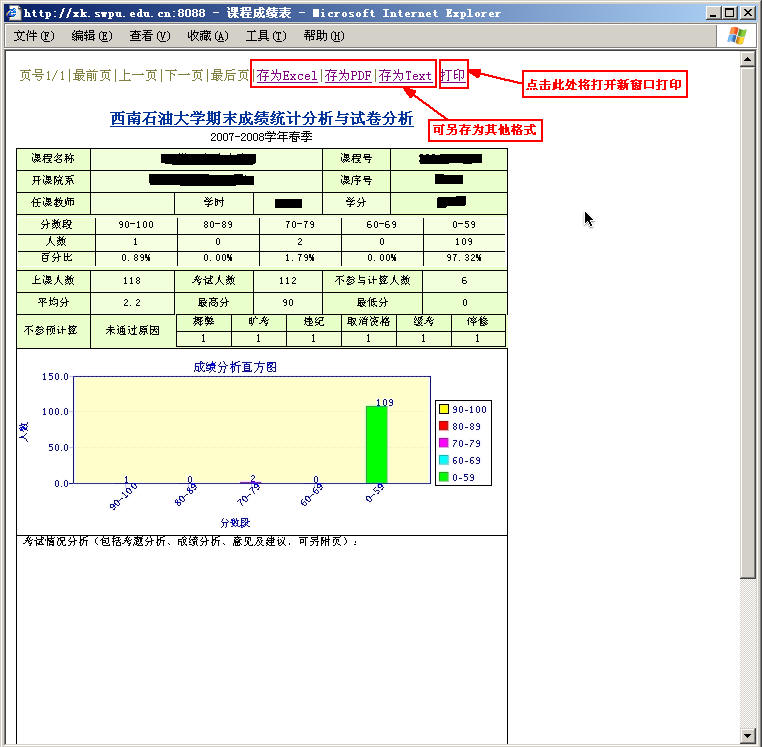 http://xk.swpu.edu.cn:8088 - 课程成绩表 - Microsoft Internet Explorer
文件(F) 编辑(E) 查看(V) 收藏(A) 工具(T) 帮助(H)
页号1/1|最前页|上一页|下一页|最后页|存为Excel|存为PDF|存为Text 打印
点击此处将打开新窗口打印
可另存为其他格式
西南石油大学期末成绩统计分析与试卷分析
2007-2008学年春季
课程名称 课程号
开课院系 课序号
任课教师 学时 学分
分数段 90-100 80-89 70-79 60-69 0-59
人数 1 0 2 0 109
百分比 0.89% 0.00% 1.79% 0.00% 97.32%
上课人数 118 考试人数 112 不参与计算人数 6
平均分 2.2 最高分 90 最低分 0
不参预计算 未通过原因 舞弊 旷考 违纪 取消资格 缓考 停修
1 1 1 1 1 1
成绩分析直方图
150.0
100.0
50.0
0.0
人数
1 0 2 0 109
90-100 80-89 70-79 60-69 0-59
分数段
90-100
80-89
70-79
60-69
0-59
考试情况分析（包括考题分析、成绩分析、意见及建议，可另附页）：